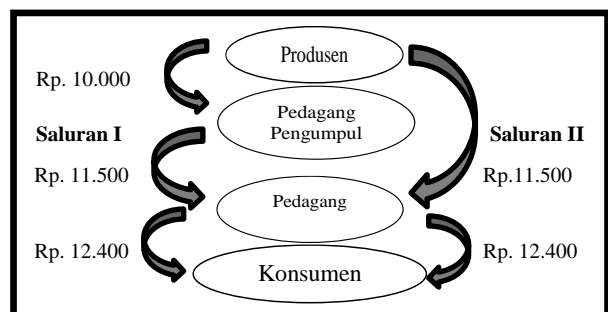 Produsen
Rp. 10.000
Pedagang
Pengumpul
Saluran I
Saluran II
Rp. 11.500
Rp.11.500
Pedagang
Rp. 12.400
Rp. 12.400
Konsumen